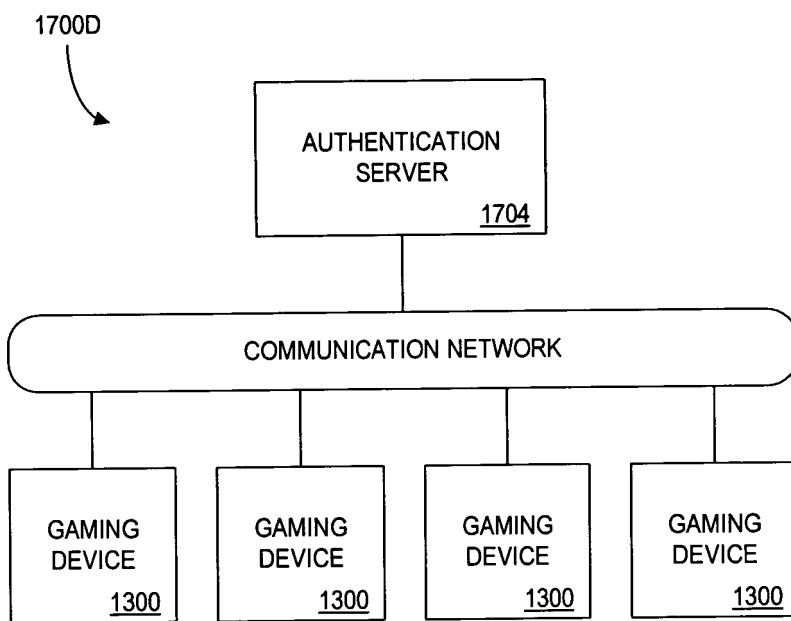 1700D
AUTHENTICATION
SERVER
1704
COMMUNICATION NETWORK
GAMING
DEVICE
1300
GAMING
DEVICE
1300
GAMING
DEVICE
1300
GAMING
DEVICE
1300